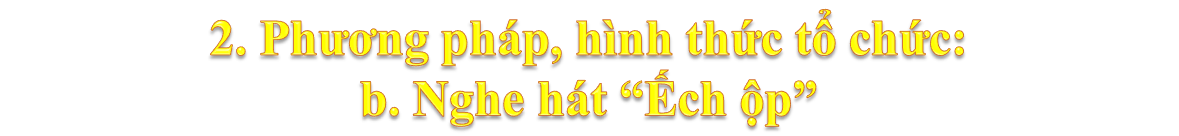 2. Phương pháp, hình thức tổ chức:
b. Nghe hát “Ếch ộp”